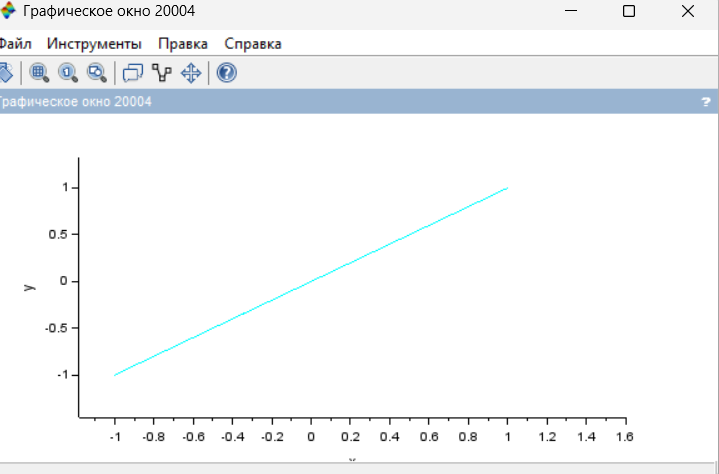 Графическое окно 20004
Файл Инструменты Правка Справка
Графическое окно 20004 ?
1
0.5
0
-0.5
-1
y
-1 -0.8 -0.6 -0.4 -0.2 0 0.2 0.4 0.6 0.8 1 1.2 1.4 1.6